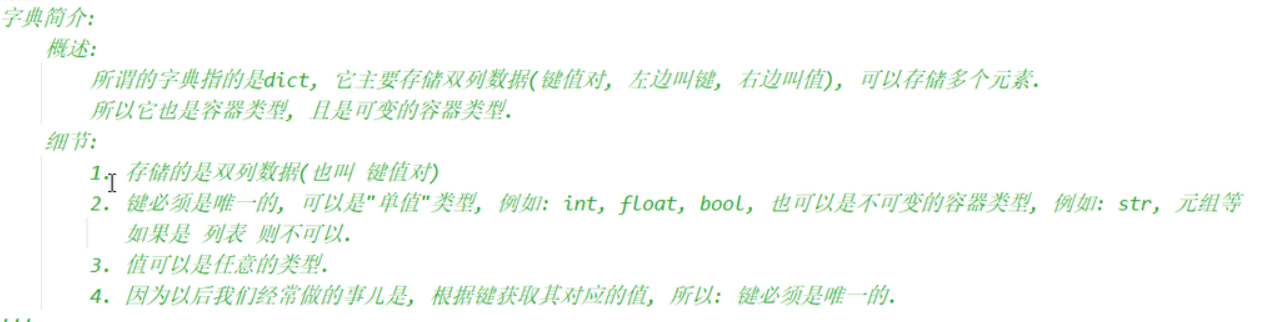 字典简介:
概述:
所谓的字典指的是dict, 它主要存储双列数据(键值对, 左边叫键, 右边叫值), 可以存储多个元素.
所以它也是容器类型, 且是可变的容器类型.
细节:
1. 存储的是双列数据(也叫 键值对)
2. 键必须是唯一的, 可以是"单值"类型, 例如: int, float, bool, 也可以是不可变的容器类型, 例如: str, 元组等
如果是 列表 则不可以.
3. 值可以是任意的类型.
4. 因为以后我们经常做的事儿是, 根据键获取其对应的值, 所以: 键必须是唯一的.
'''